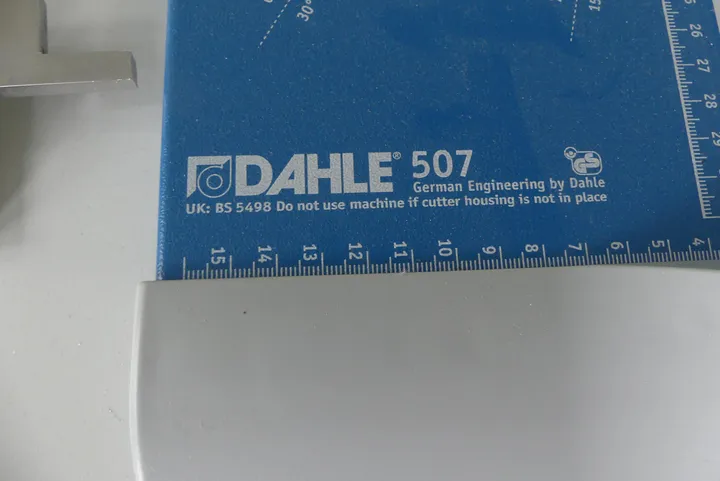 30°
15
26
27
28
29
DAHLE® 507
German Engineering by Dahle
UK: BS 5498 Do not use machine if cutter housing is not in place
15 14 13 12 11 10 9 8 7 6 5 4